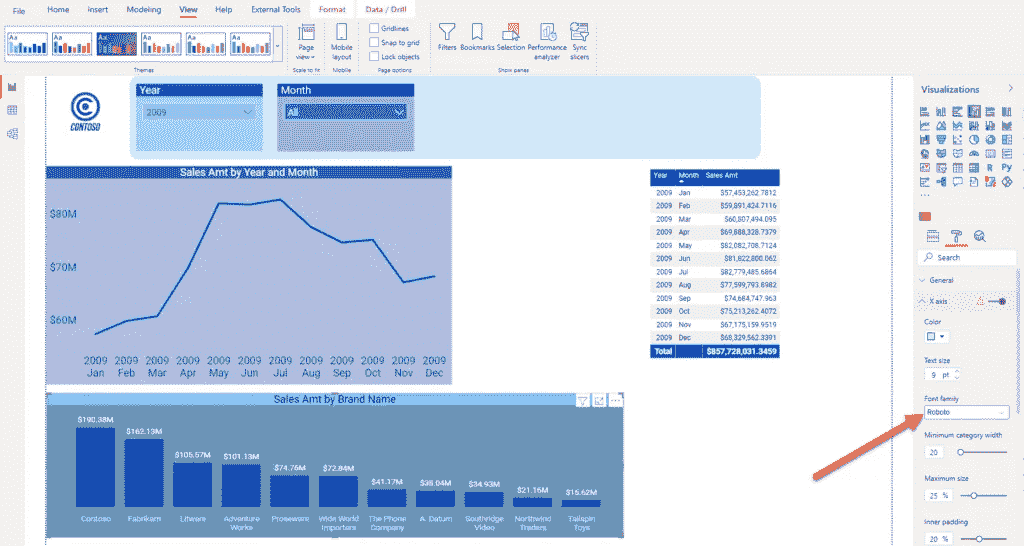 File Home Insert Modeling View Help External Tools Format Data / Drill
Aa Aa Aa Aa Aa Aa
Page view
Mobile layout
Gridlines
Snap to grid
Lock objects
Filters Bookmarks Selection Performance analyzer Sync slicers
Themes Scale to fit Mobile Page options Show panes
CONTOSO
Year
2009
Month
All
Sales Amt by Year and Month
$80M
$70M
$60M
2009 2009 2009 2009 2009 2009 2009 2009 2009 2009 2009 2009
Jan Feb Mar Apr May Jun Jul Aug Sep Oct Nov Dec
Year Month Sales Amt
2009 Jan $57,453,262.7812
2009 Feb $59,891,424.7116
2009 Mar $60,807,494.095
2009 Apr $69,888,328.7379
2009 May $82,082,708.7124
2009 Jun $81,822,800.062
2009 Jul $82,779,485.6864
2009 Aug $77,599,793.8982
2009 Sep $74,684,747.963
2009 Oct $75,213,262.4072
2009 Nov $67,175,159.9519
2009 Dec $68,329,562.3391
Total $857,728,031.3459
Sales Amt by Brand Name
$190.38M $162.13M $105.57M $101.13M $74.76M $72.84M $41.17M $38.04M $34.93M $21.16M $15.62M
Contoso Fabrikam Litware Adventure Works Proseware Wide World Importers The Phone Company A. Datum Southridge Video Northwind Traders Tailspin Toys
Visualizations
R Py
Search
General
X axis
Color
Text size
9 pt
Font family
Roboto
Minimum category width
20
Maximum size
25 %
Inner padding
20 %